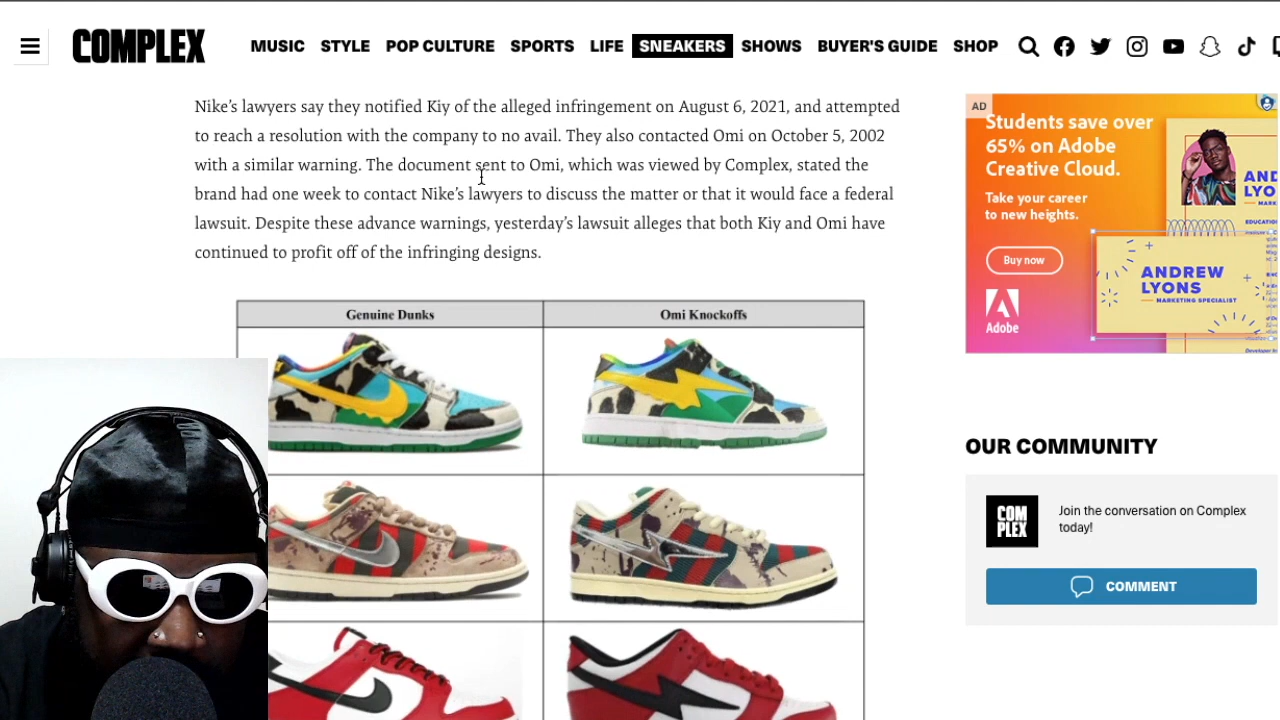 COMPLEX
MUSIC STYLE POP CULTURE SPORTS LIFE SNEAKERS SHOWS BUYER'S GUIDE SHOP
Nike's lawyers say they notified Kiy of the alleged infringement on August 6, 2021, and attempted
to reach a resolution with the company to no avail. They also contacted Omi on October 5, 2002
with a similar warning. The document sent to Omi, which was viewed by Complex, stated the
brand had one week to contact Nike's lawyers to discuss the matter or that it would face a federal
lawsuit. Despite these advance warnings, yesterday's lawsuit alleges that both Kiy and Omi have
continued to profit off of the infringing designs.
Genuine Dunks
Omi Knockoffs
AD
Students save over
65% on Adobe
Creative Cloud.
Take your career
to new heights.
Buy now
Adobe
AND
LYO
MARK
EDUCATIO
ANDREW
LYONS
MARKETING SPECIALIST
OUR COMMUNITY
COM
PLEX
Join the conversation on Complex
today!
COMMENT